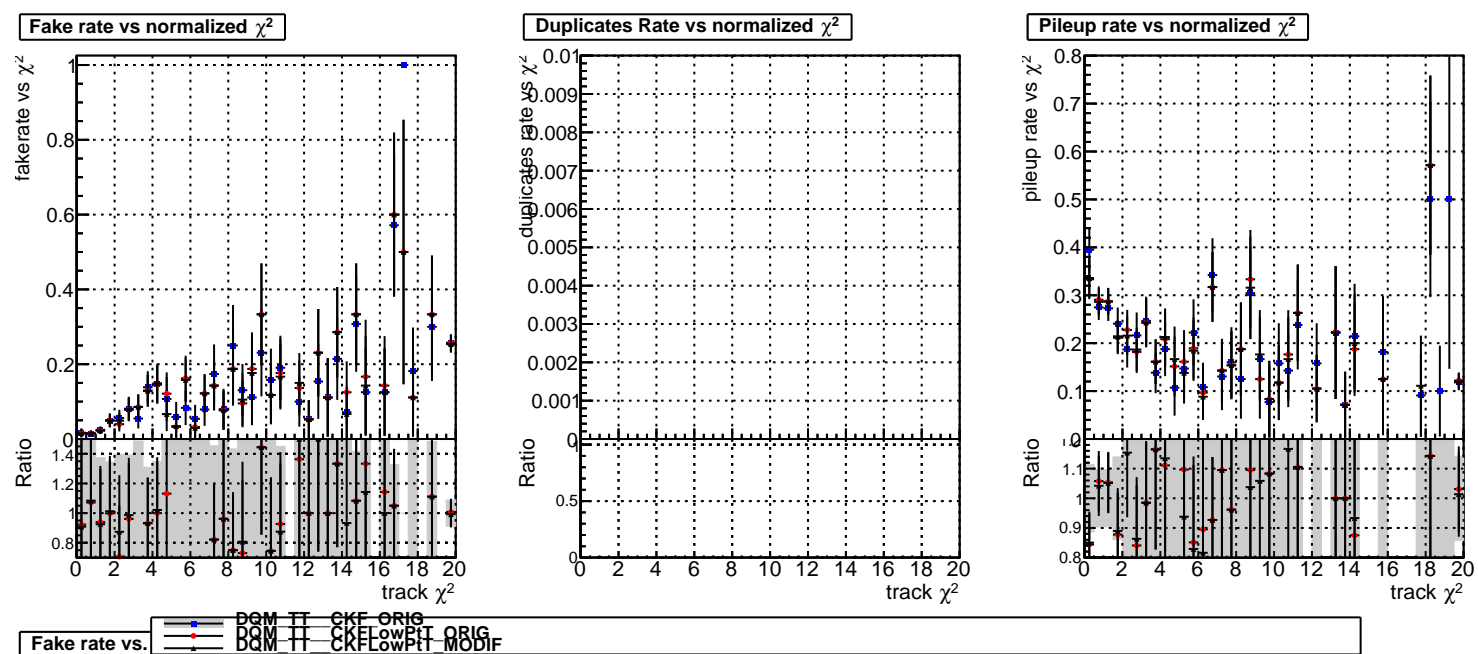 Fake rate vs normalized χ²
fakerate vs χ²
1
0.8
0.6
0.4
0.2
0
Ratio
1.4
1.2
1
0.8
0 2 4 6 8 10 12 14 16 18 20
track χ²
Duplicates Rate vs normalized χ²
duplicates rate vs χ²
0.01
0.009
0.008
0.007
0.006
0.005
0.004
0.003
0.002
0.001
0
Ratio
1
0.5
0
0 2 4 6 8 10 12 14 16 18 20
track χ²
Pileup rate vs normalized χ²
pileup rate vs χ²
0.8
0.7
0.6
0.5
0.4
0.3
0.2
0.1
0
Ratio
1.1
1
0.9
0.8
0 2 4 6 8 10 12 14 16 18 20
track χ²
Fake rate vs.
DQM_TT__CKF_ORIG
DQM_TT__CKFLowPtT_ORIG
DQM_TT__CKFLowPtT_MODIF